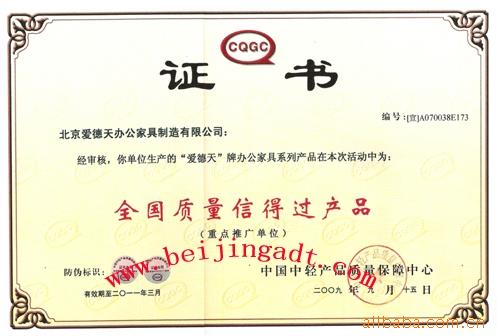 CQGC
证 书
编号:[宜]A070038E173
北京爱德天办公家具制造有限公司:
经审核,你单位生产的“爱德天”牌办公家具系列产品在本次活动中为:
全国质量信得过产品
(重点推广单位)
www.beijingadt.com
防伪标识:
中国中轻产品质量保障中心
有效期至二〇一一年三月
二〇〇九年九月十五日
alibaba.com.cn